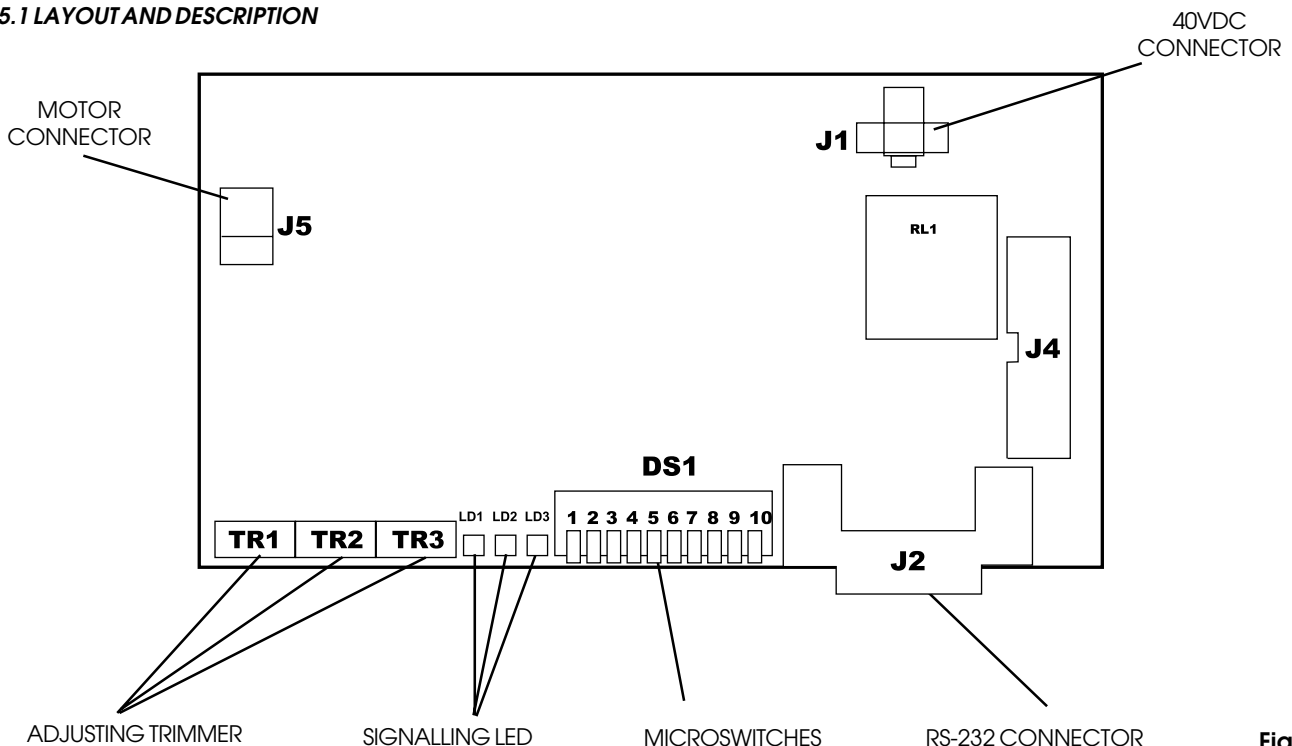 5.1 LAYOUT AND DESCRIPTION
40VDC
CONNECTOR
MOTOR
CONNECTOR
J1
J5
RL1
J4
DS1
LD1 LD2 LD3
1 2 3 4 5 6 7 8 9 10
TR1 TR2 TR3
J2
ADJUSTING TRIMMER
SIGNALLING LED
MICROSWITCHES
RS-232 CONNECTOR
Fig